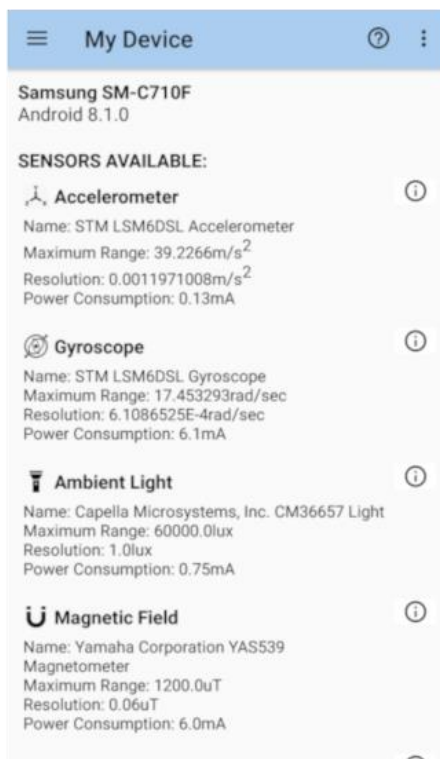 My Device
Samsung SM-C710F
Android 8.1.0
SENSORS AVAILABLE:
Accelerometer
Name: STM LSM6DSL Accelerometer
Maximum Range: 39.2266m/s²
Resolution: 0.0011971008m/s²
Power Consumption: 0.13mA
Gyroscope
Name: STM LSM6DSL Gyroscope
Maximum Range: 17.453293rad/sec
Resolution: 6.1086525E-4rad/sec
Power Consumption: 6.1mA
Ambient Light
Name: Capella Microsystems, Inc. CM36657 Light
Maximum Range: 60000.0lux
Resolution: 1.0lux
Power Consumption: 0.75mA
Magnetic Field
Name: Yamaha Corporation YAS539
Magnetometer
Maximum Range: 1200.0uT
Resolution: 0.06uT
Power Consumption: 6.0mA